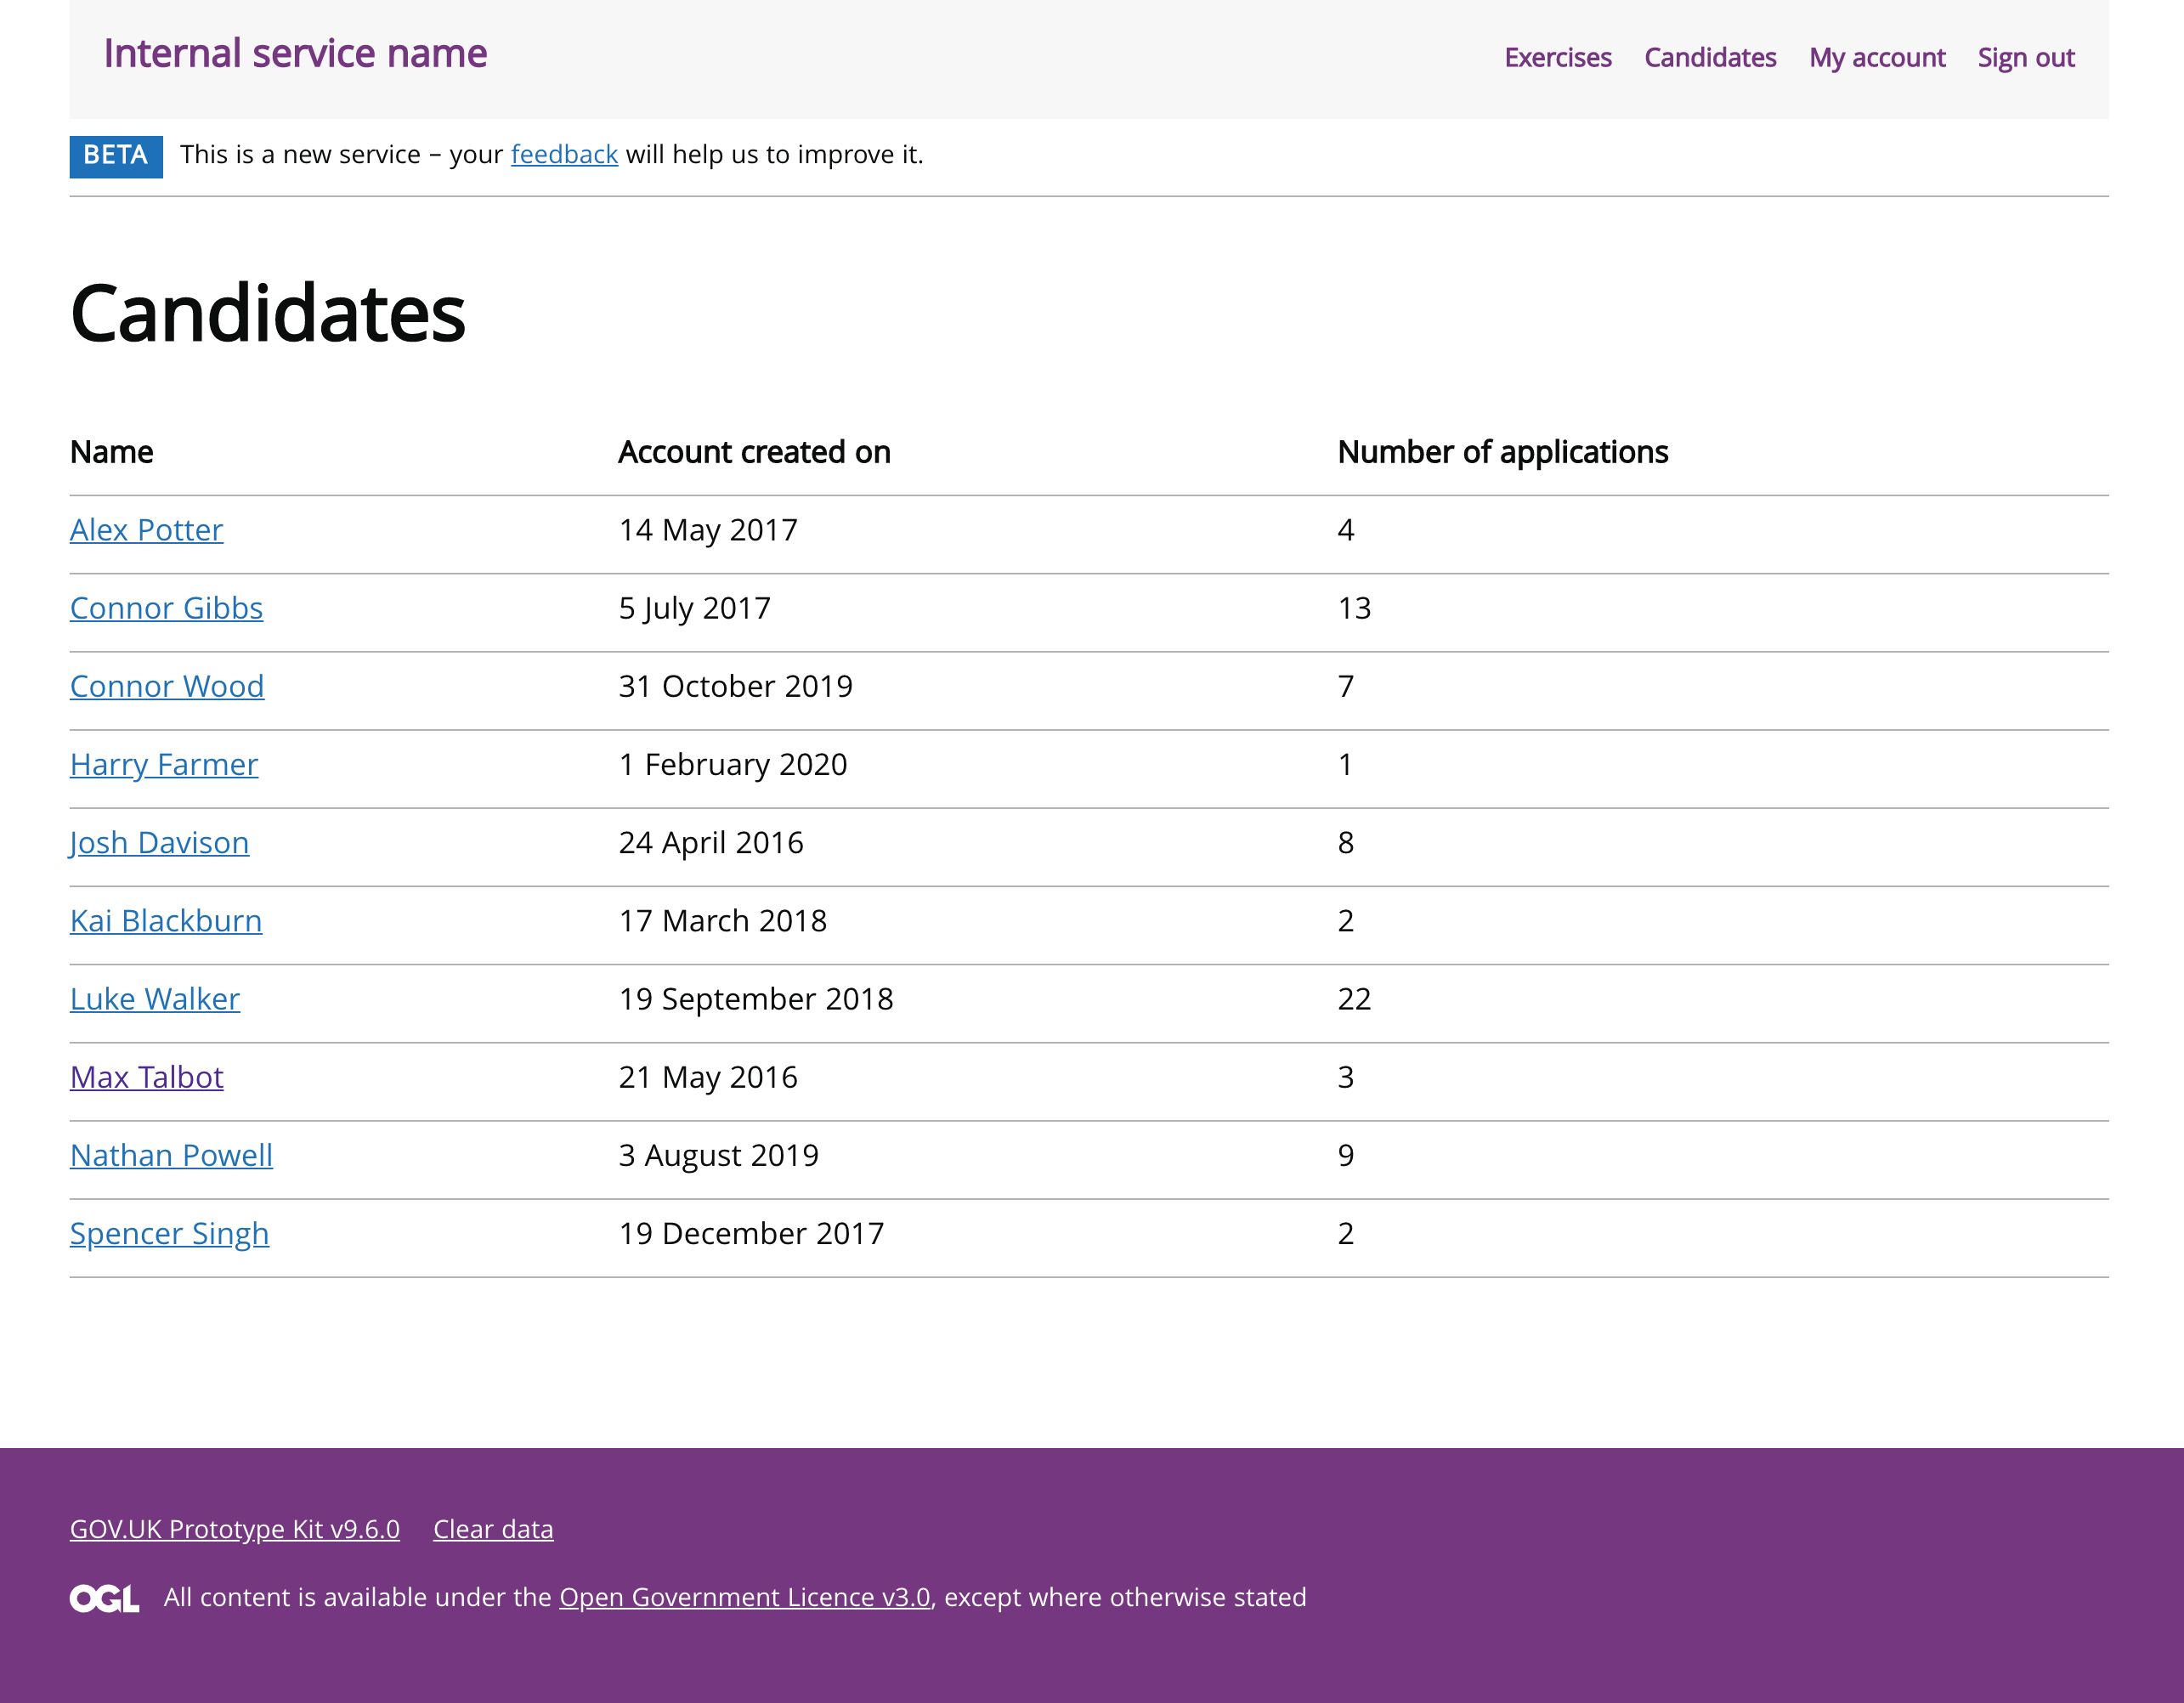 Internal service name Exercises Candidates My account Sign out
BETA This is a new service – your feedback will help us to improve it.
Candidates
Name Account created on Number of applications
Alex Potter 14 May 2017 4
Connor Gibbs 5 July 2017 13
Connor Wood 31 October 2019 7
Harry Farmer 1 February 2020 1
Josh Davison 24 April 2016 8
Kai Blackburn 17 March 2018 2
Luke Walker 19 September 2018 22
Max Talbot 21 May 2016 3
Nathan Powell 3 August 2019 9
Spencer Singh 19 December 2017 2
GOV.UK Prototype Kit v9.6.0 Clear data
OGL All content is available under the Open Government Licence v3.0, except where otherwise stated